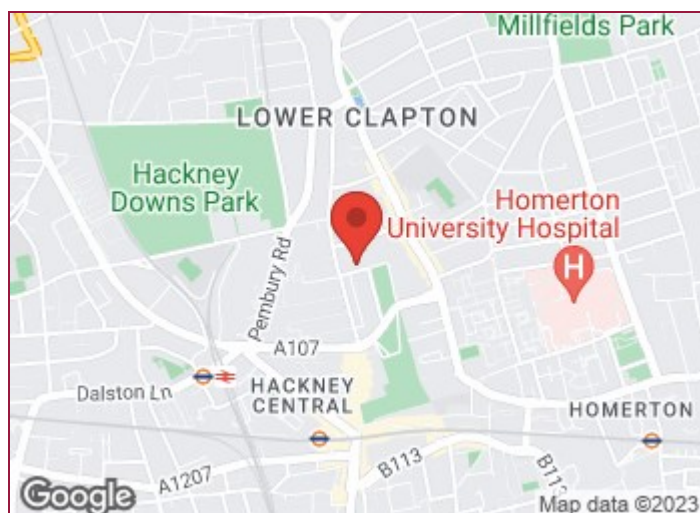 Millfields Park
LOWER CLAPTON
Hackney
Downs Park
Homerton
University Hospital
H
Pembury Rd
A107
Dalston Ln
HACKNEY
CENTRAL
HOMERTON
A1207
B113
B113
Google
Map data ©2023